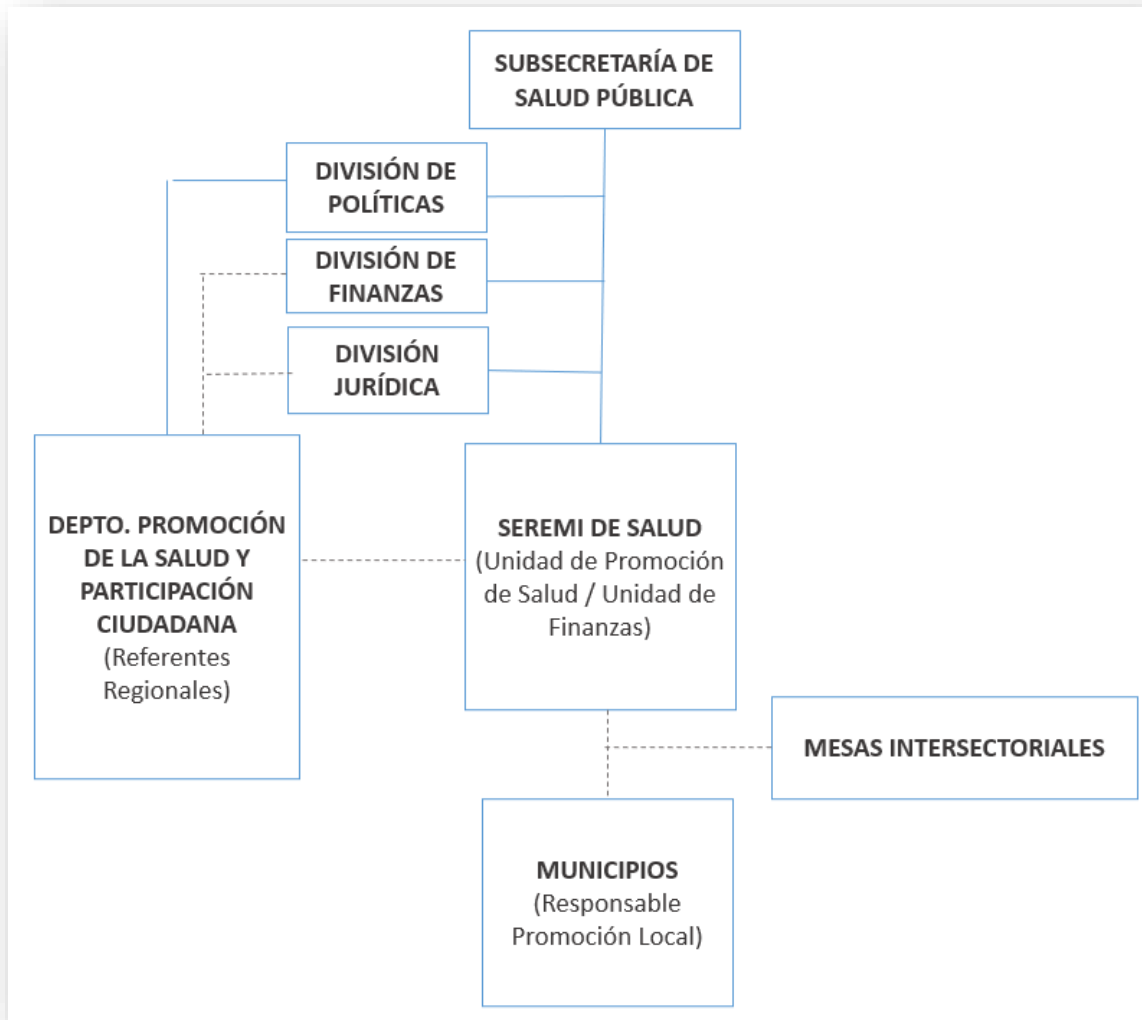 SUBSECRETARÍA DE
SALUD PÚBLICA
DIVISIÓN DE
POLÍTICAS
DIVISIÓN DE
FINANZAS
DIVISIÓN
JURÍDICA
DEPTO. PROMOCIÓN
DE LA SALUD Y
PARTICIPACIÓN
CIUDADANA
(Referentes
Regionales)
SEREMI DE SALUD
(Unidad de Promoción
de Salud / Unidad de
Finanzas)
MESAS INTERSECTORIALES
MUNICIPIOS
(Responsable
Promoción Local)